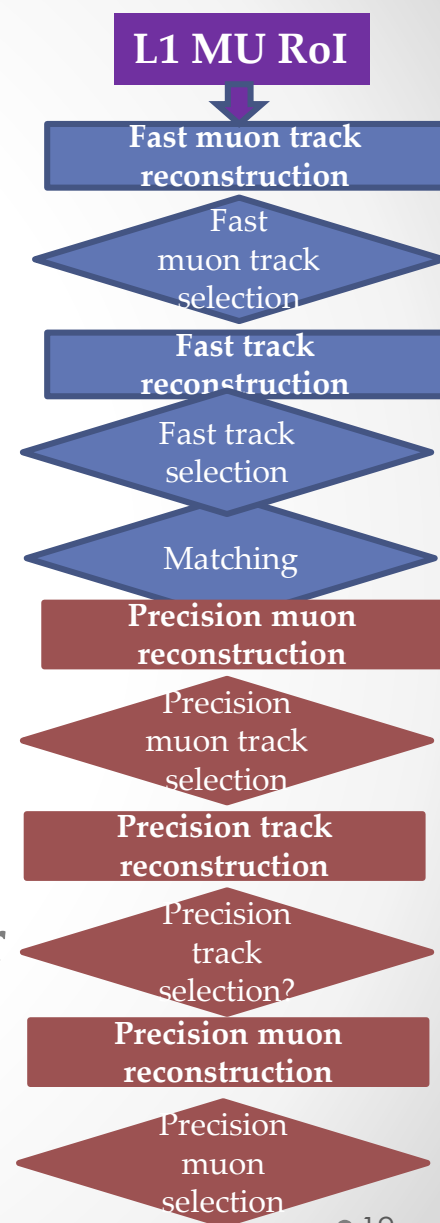 L1 MU RoI
Fast muon track
reconstruction
Fast
muon track
selection
Fast track
reconstruction
Fast track
selection
Matching
Precision muon
reconstruction
Precision
muon track
selection
Precision track
reconstruction
Precision
track
selection?
Precision muon
reconstruction
Precision
muon
selection